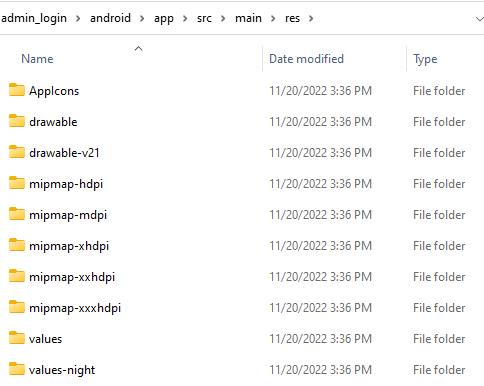 admin_login > android > app > src > main > res >
Name Date modified Type
AppIcons 11/20/2022 3:36 PM File folder
drawable 11/20/2022 3:36 PM File folder
drawable-v21 11/20/2022 3:36 PM File folder
mipmap-hdpi 11/20/2022 3:36 PM File folder
mipmap-mdpi 11/20/2022 3:36 PM File folder
mipmap-xhdpi 11/20/2022 3:36 PM File folder
mipmap-xxhdpi 11/20/2022 3:36 PM File folder
mipmap-xxxhdpi 11/20/2022 3:36 PM File folder
values 11/20/2022 3:36 PM File folder
values-night 11/20/2022 3:36 PM File folder